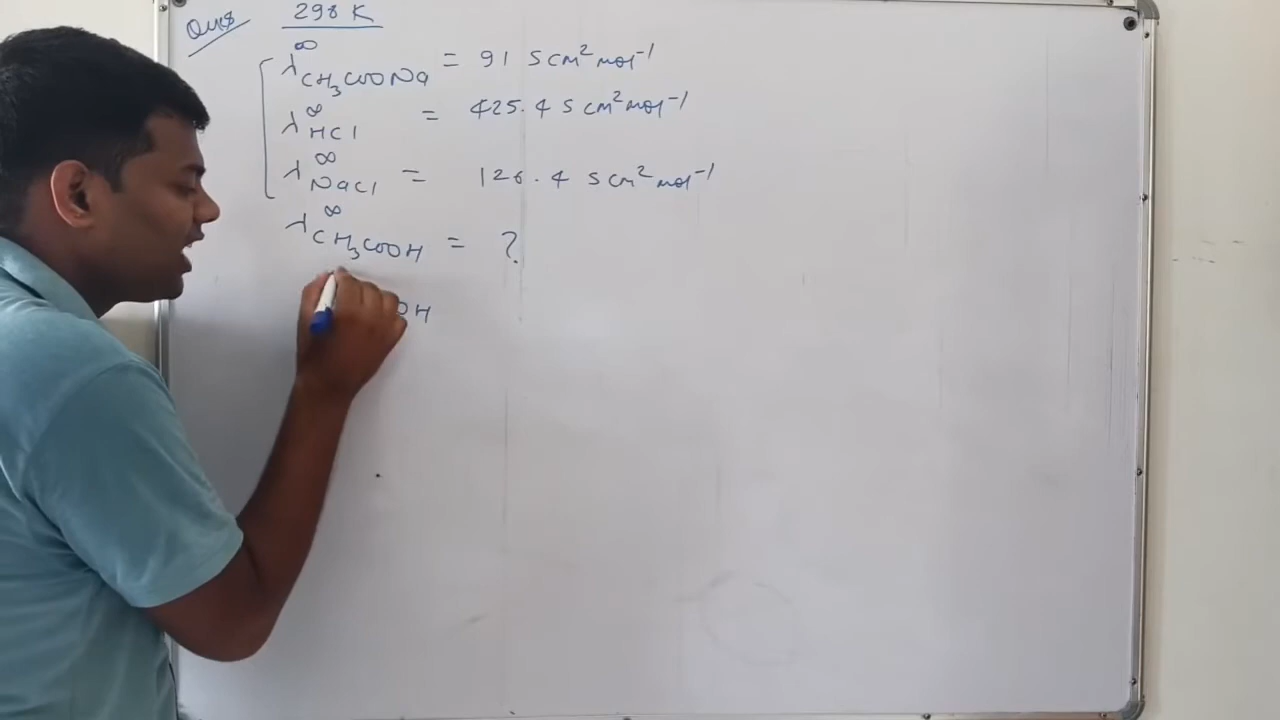 Ques 298 K
λ∞CH3COONa = 91 S cm² mol⁻¹
λ∞HCl = 425.4 S cm² mol⁻¹
λ∞NaCl = 126.4 S cm² mol⁻¹
λ∞CH3COOH = ?
OH